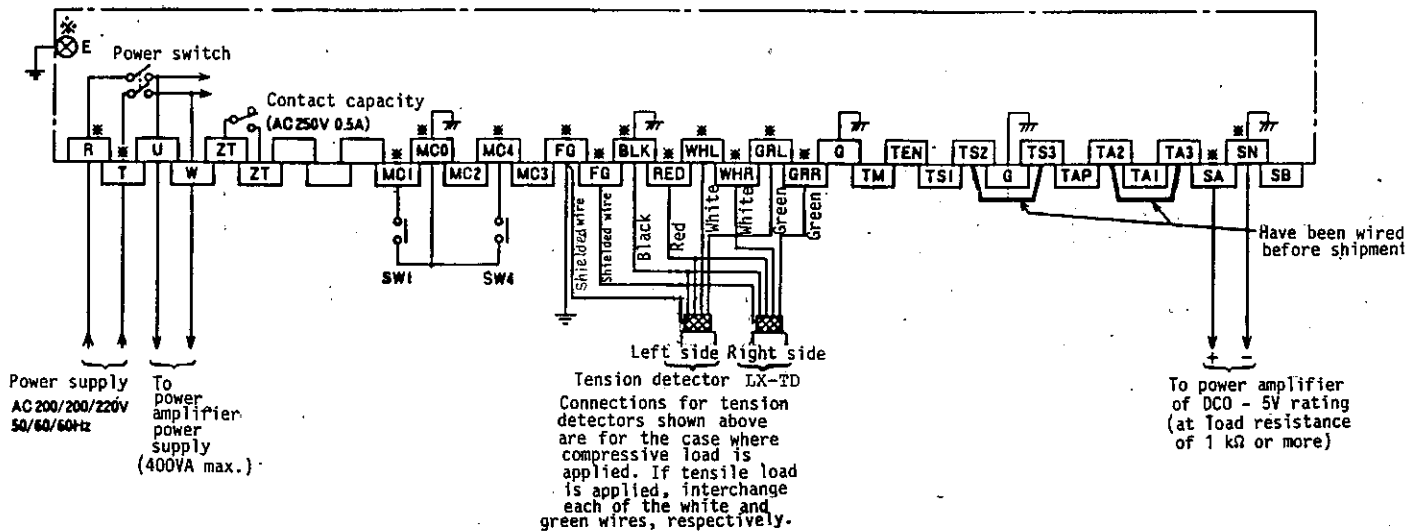 ※
E
Power switch
Contact capacity
(AC250V 0.5A)
※ R ※ T U W ZT ZT
※ MC1 ※ MC0 MC2 ※ MC4 MC3 ※ FG ※ FG ※ BLK ※ RED ※ WHL ※ WHR ※ GRL ※ GRR
G TM TEN TS1 TS2 G TS3 TAP TA2 TA1 TA3 ※ SA ※ SN SB
SW1
SW4
Shielded wire
Shielded wire
Black
Red
White
White
Green
Green
Have been wired
before shipment
Left side
Right side
Tension detector LX-TD
Connections for tension
detectors shown above
are for the case where
compressive load is
applied. If tensile load
is applied, interchange
each of the white and
green wires, respectively.
Power supply
AC 200/200/220V
50/60/60Hz
To
power
amplifier
power
supply
(400VA max.)
+ -
To power amplifier
of DC0 - 5V rating
(at Toad resistance
of 1 kΩ or more)